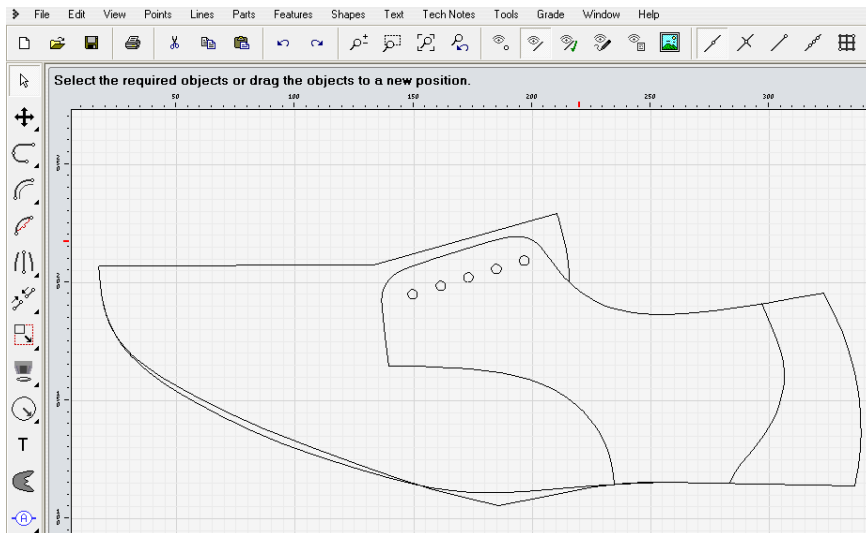 File Edit View Points Lines Parts Features Shapes Text Tech Notes Tools Grade Window Help
Select the required objects or drag the objects to a new position.
50 100 150 200 250 300
T
A